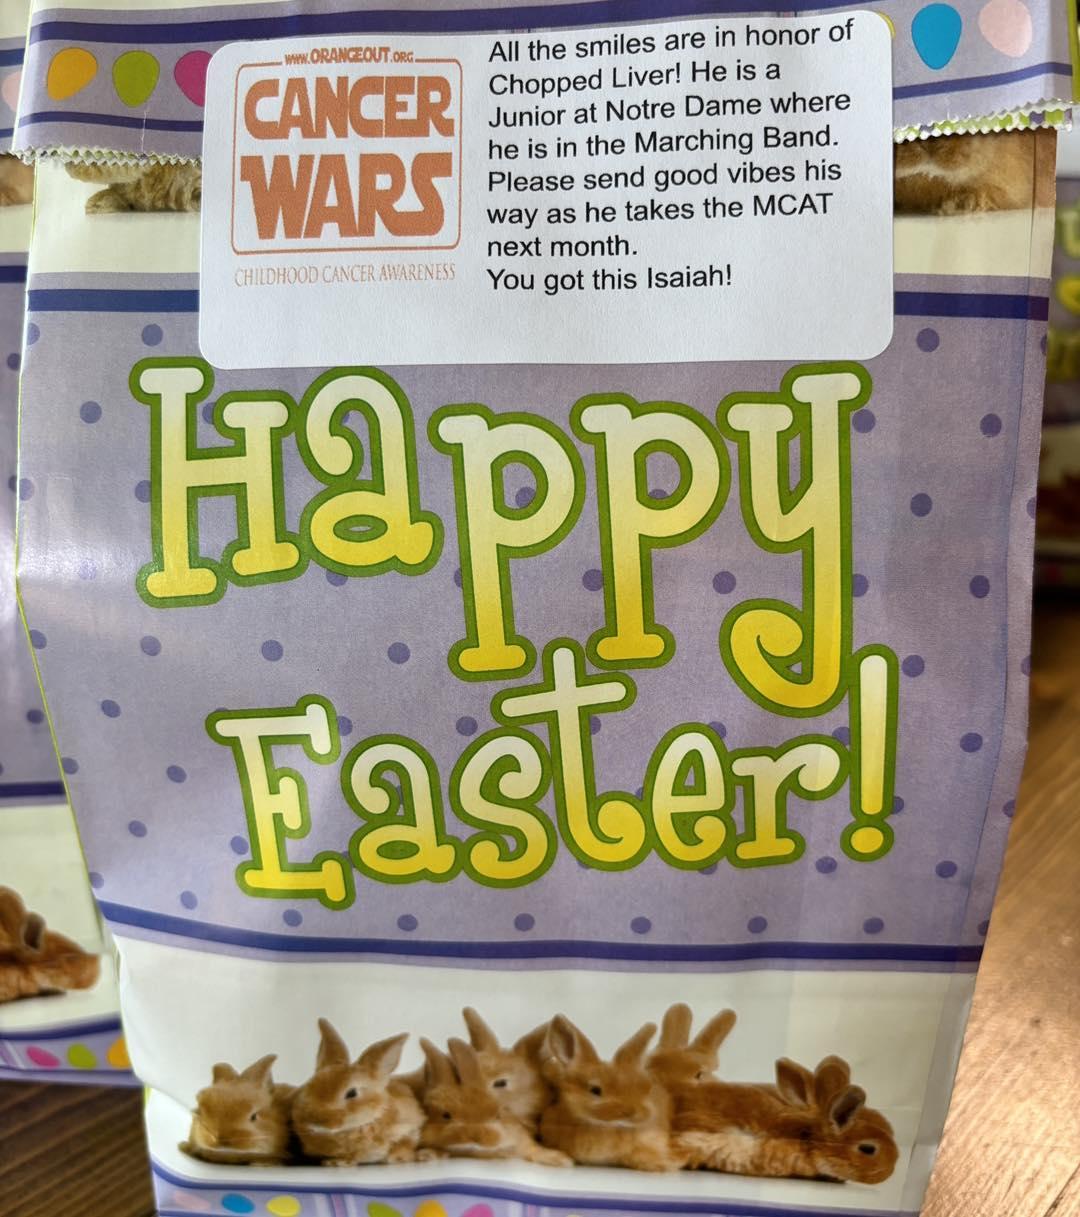 www.ORANGEOUT.ORG
CANCER
WARS
CHILDHOOD CANCER AWARENESS
All the smiles are in honor of
Chopped Liver! He is a
Junior at Notre Dame where
he is in the Marching Band.
Please send good vibes his
way as he takes the MCAT
next month.
You got this Isaiah!
Happy
Easter!